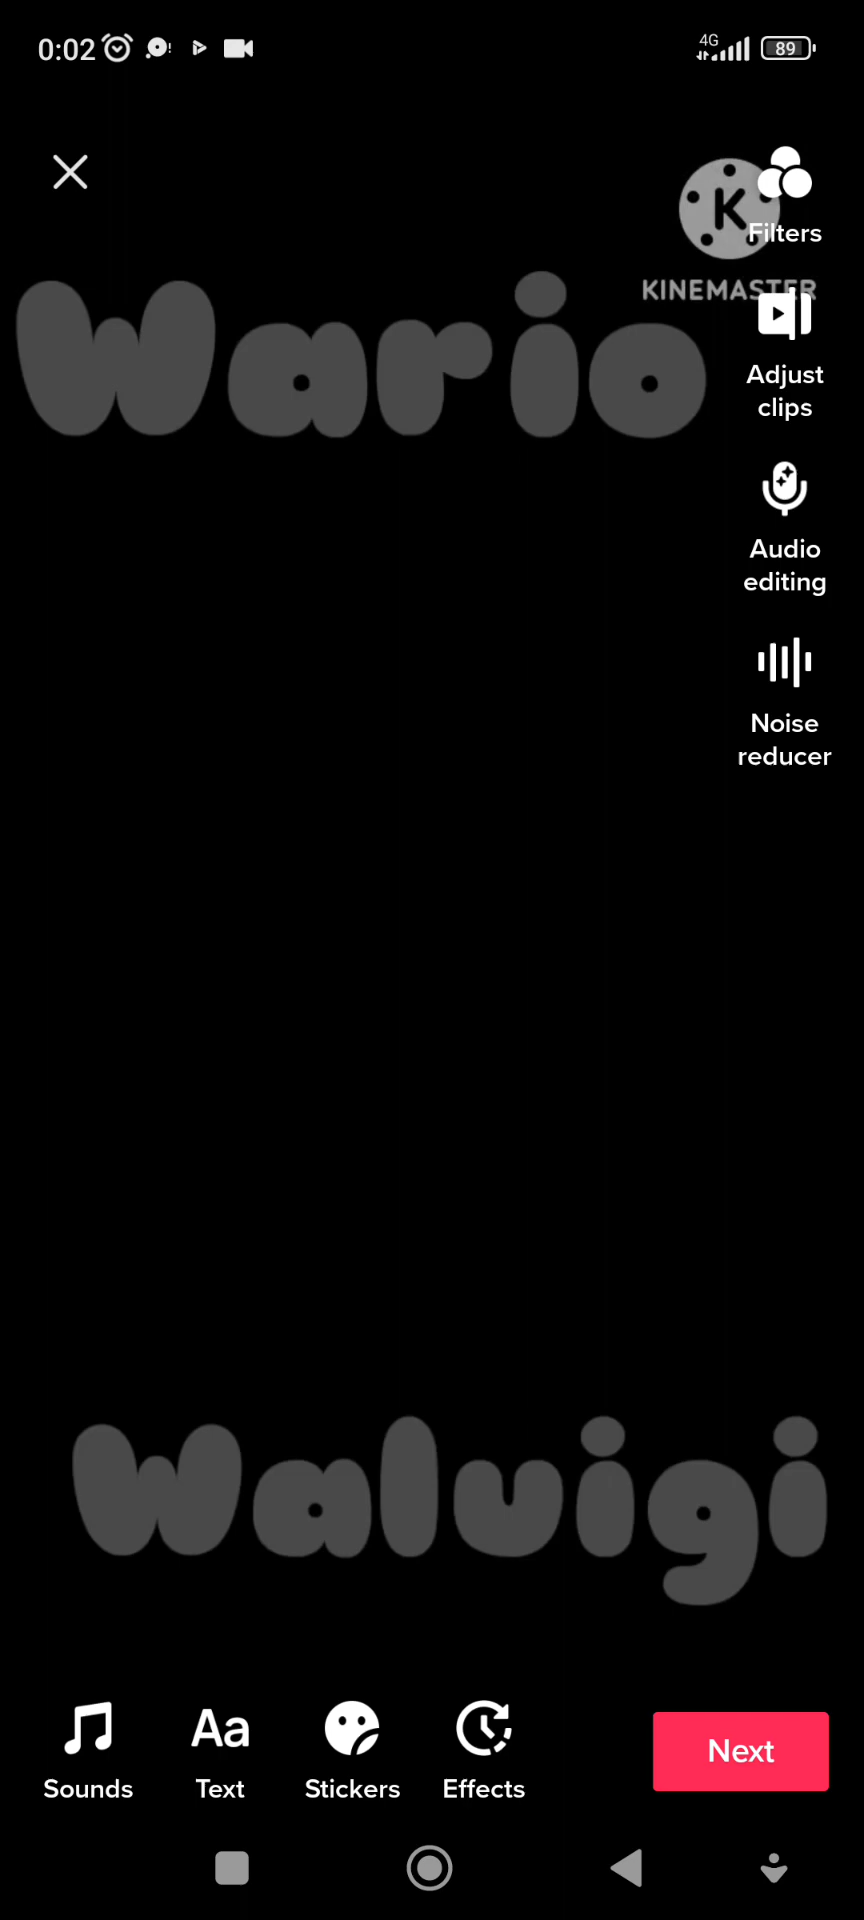 0:02
4G
89
K
Filters
KINEMASTER
Wario
Adjust
clips
Audio
editing
Noise
reducer
Waluigi
Aa
Sounds
Text
Stickers
Effects
Next